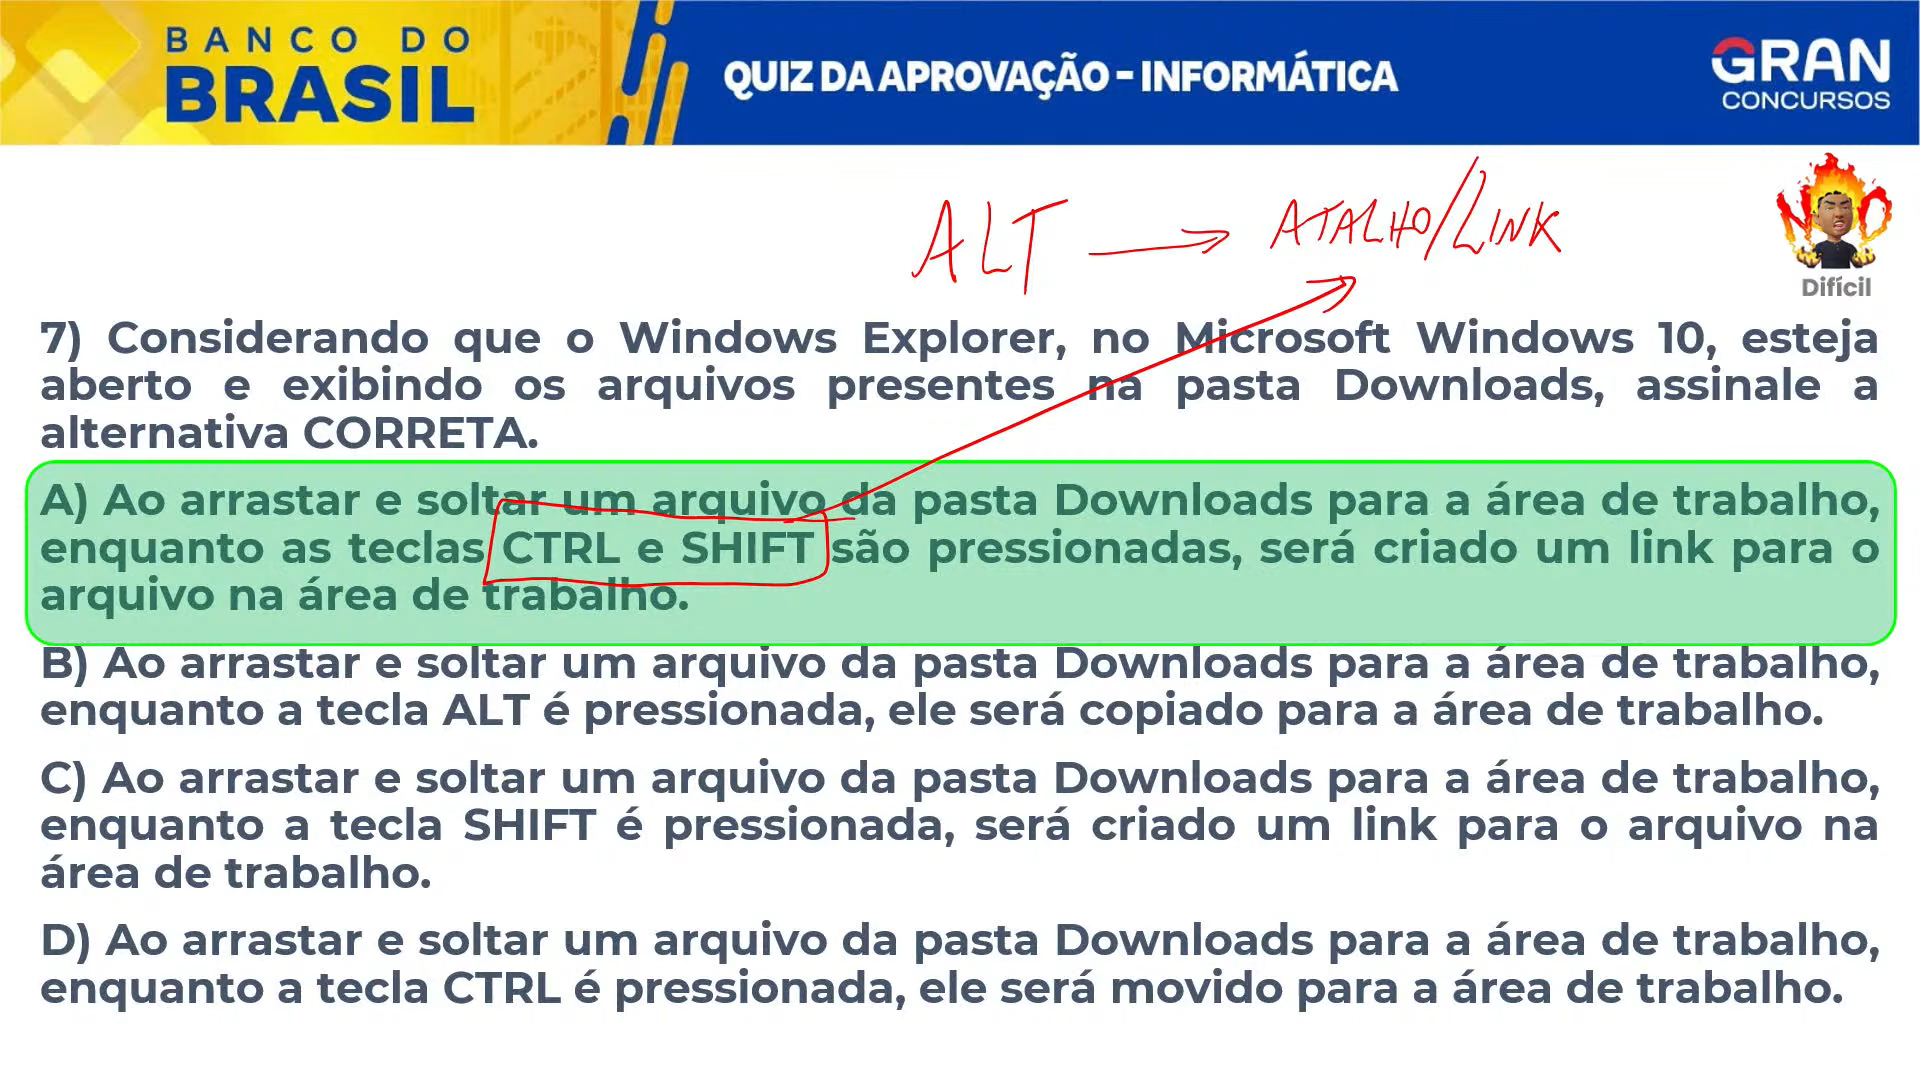 BANCO DO
BRASIL
QUIZ DA APROVAÇÃO - INFORMÁTICA
GRAN
CONCURSOS
ALT → ATALHO/LINK
Difícil
7) Considerando que o Windows Explorer, no Microsoft Windows 10, esteja
aberto e exibindo os arquivos presentes na pasta Downloads, assinale a
alternativa CORRETA.
A) Ao arrastar e soltar um arquivo da pasta Downloads para a área de trabalho,
enquanto as teclas CTRL e SHIFT são pressionadas, será criado um link para o
arquivo na área de trabalho.
B) Ao arrastar e soltar um arquivo da pasta Downloads para a área de trabalho,
enquanto a tecla ALT é pressionada, ele será copiado para a área de trabalho.
C) Ao arrastar e soltar um arquivo da pasta Downloads para a área de trabalho,
enquanto a tecla SHIFT é pressionada, será criado um link para o arquivo na
área de trabalho.
D) Ao arrastar e soltar um arquivo da pasta Downloads para a área de trabalho,
enquanto a tecla CTRL é pressionada, ele será movido para a área de trabalho.